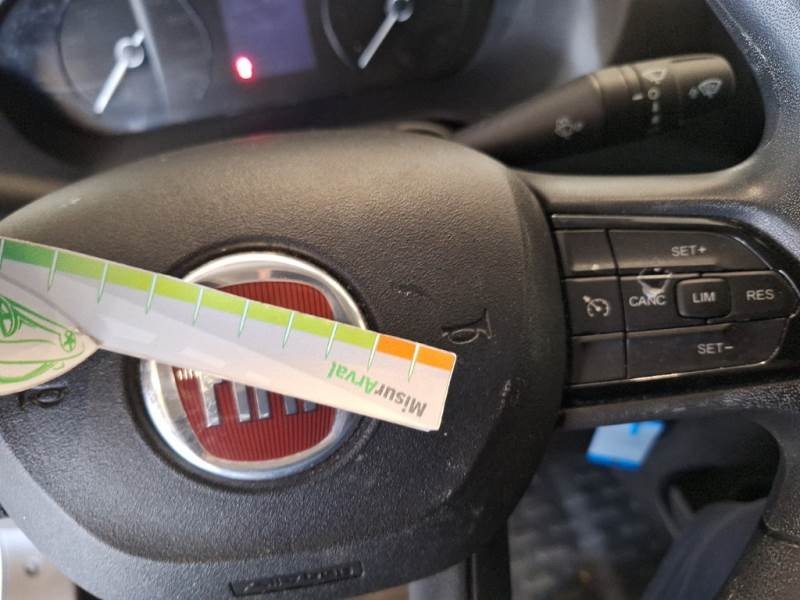 SET+
CANC
LIM
RES
SET−
MisurArval